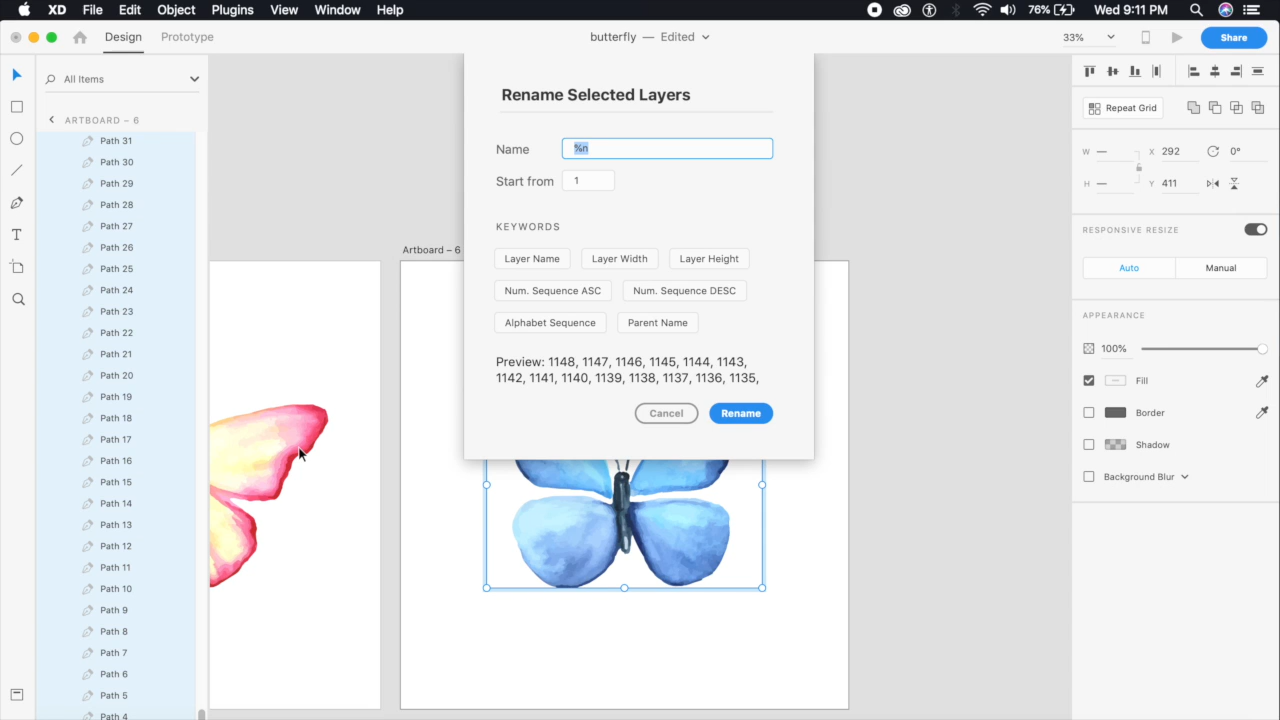 XD File Edit Object Plugins View Window Help 76% Wed 9:11 PM
Design Prototype butterfly — Edited 33% Share
All Items
ARTBOARD – 6
Path 31
Path 30
Path 29
Path 28
Path 27
Path 26
Path 25
Path 24
Path 23
Path 22
Path 21
Path 20
Path 19
Path 18
Path 17
Path 16
Path 15
Path 14
Path 13
Path 12
Path 11
Path 10
Path 9
Path 8
Path 7
Path 6
Path 5
Path 4
Artboard – 6
Rename Selected Layers
Name %n
Start from 1
KEYWORDS
Layer Name Layer Width Layer Height
Num. Sequence ASC Num. Sequence DESC
Alphabet Sequence Parent Name
Preview: 1148, 1147, 1146, 1145, 1144, 1143,
1142, 1141, 1140, 1139, 1138, 1137, 1136, 1135,
Cancel Rename
Repeat Grid
W — X 292 0°
H — Y 411
RESPONSIVE RESIZE
Auto Manual
APPEARANCE
100%
Fill
Border
Shadow
Background Blur